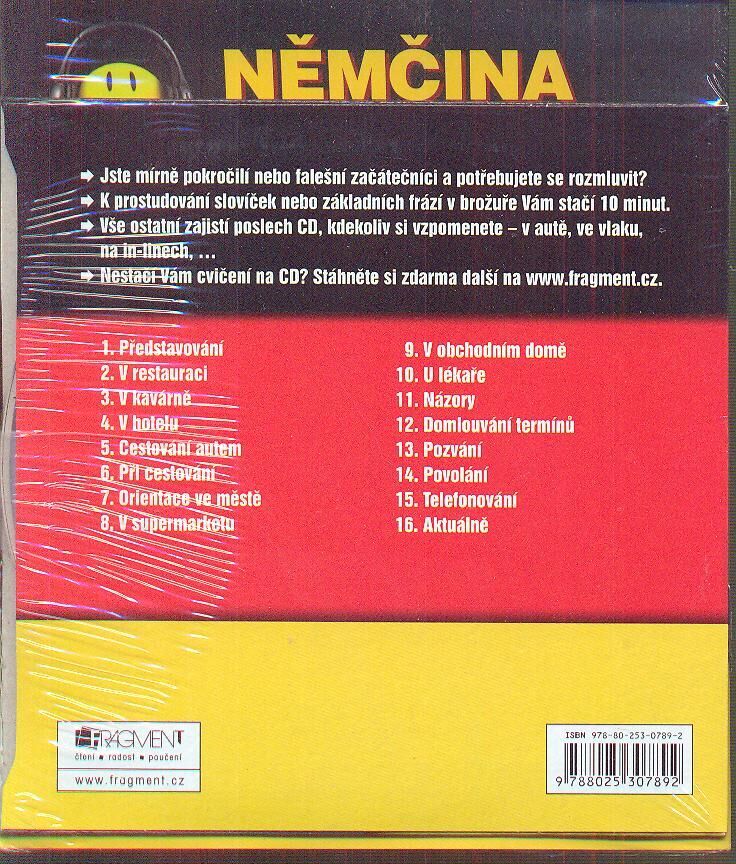 NĚMČINA
➔ Jste mírně pokročilí nebo falešní začátečníci a potřebujete se rozmluvit?
➔ K prostudování slovíček nebo základních frází v brožuře Vám stačí 10 minut.
➔ Vše ostatní zajistí poslech CD, kdekoliv si vzpomenete – v autě, ve vlaku,
na in-linech, ...
➔ Nestačí Vám cvičení na CD? Stáhněte si zdarma další na www.fragment.cz.
1. Představování
2. V restauraci
3. V kavárně
4. V hotelu
5. Cestování autem
6. Při cestování
7. Orientace ve městě
8. V supermarketu
9. V obchodním domě
10. U lékaře
11. Názory
12. Domlouvání termínů
13. Pozvání
14. Povolání
15. Telefonování
16. Aktuálně
FRAGMENT
čtení ■ radost ■ poučení
www.fragment.cz
ISBN 978-80-253-0789-2
9 788025 307892